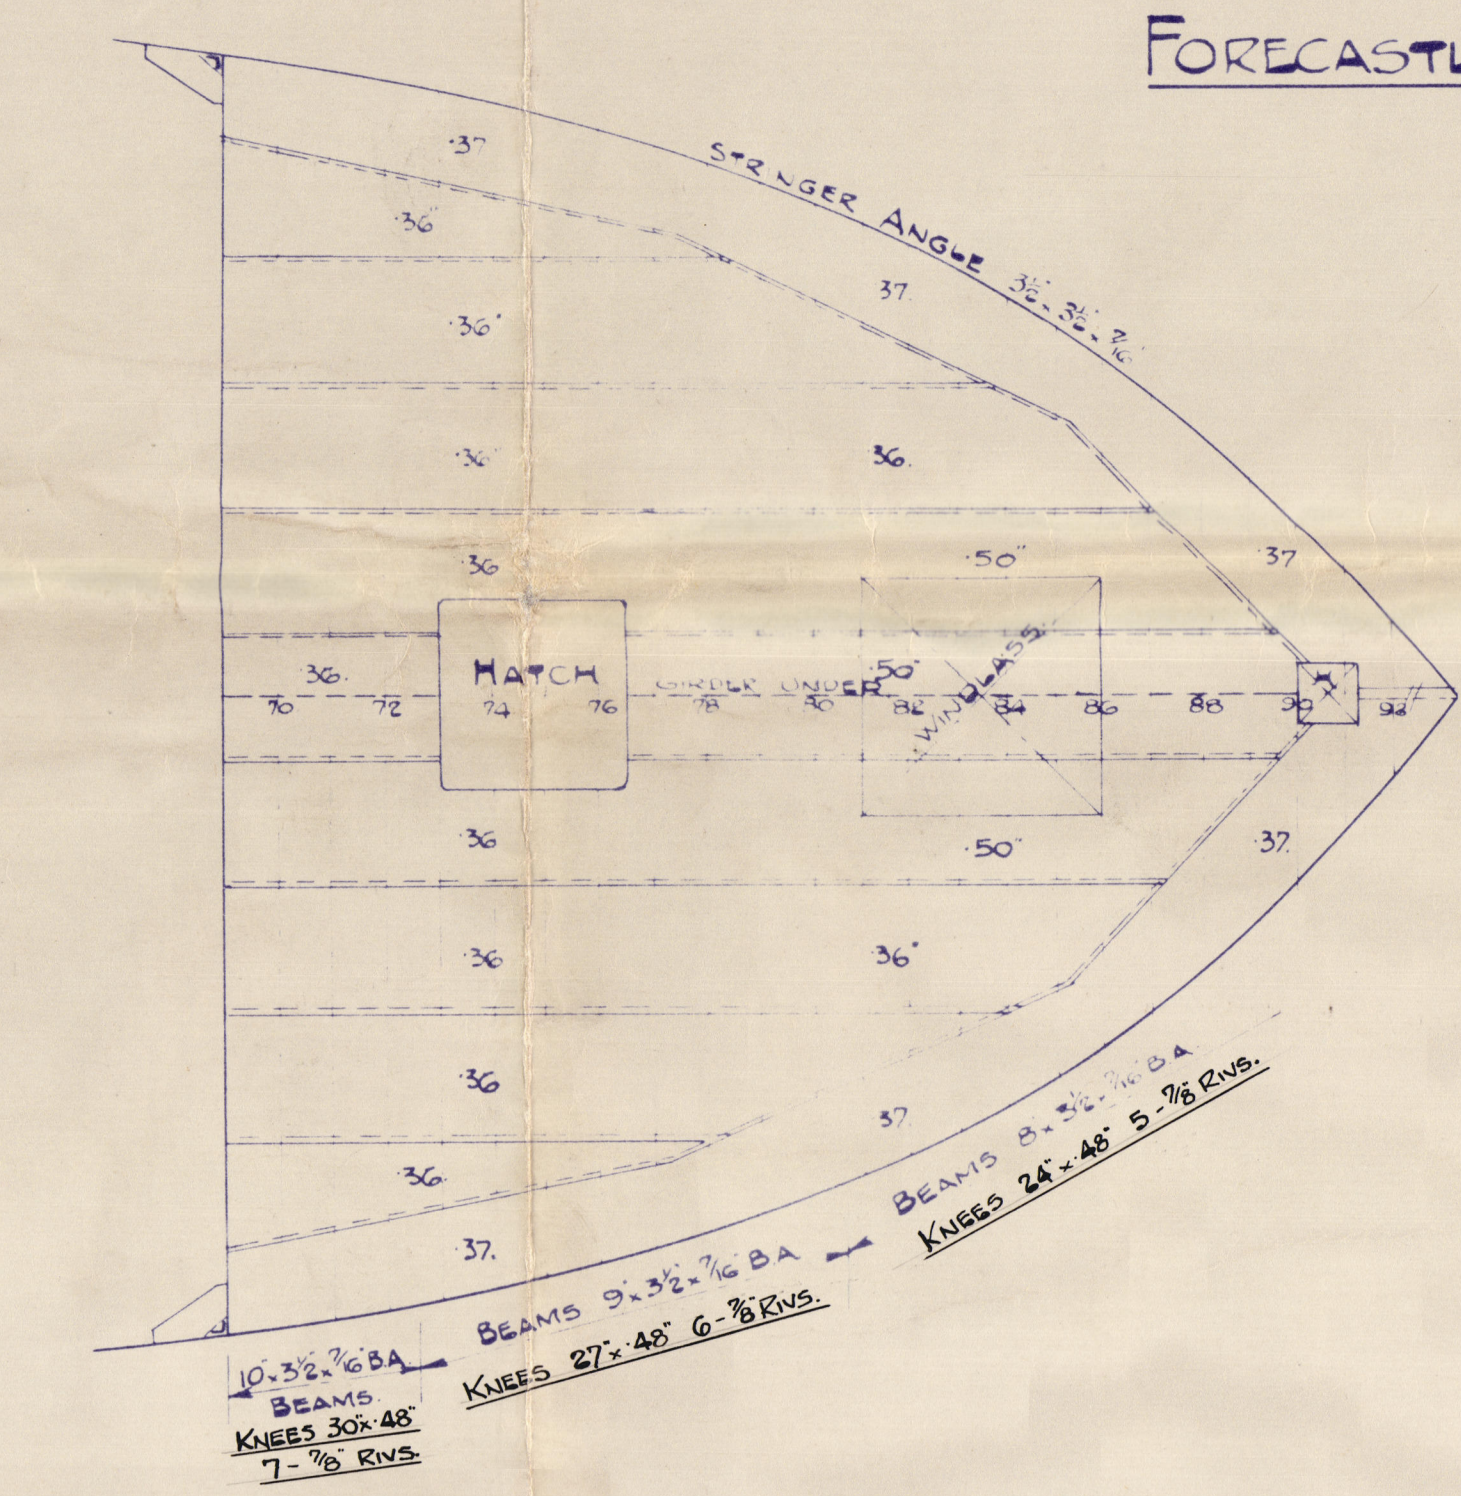 FORECASTL
·37
STRINGER ANGLE 3½" x 3½" x 7/16"
·36"
37.
·36"
·36"
36.
·36
·50"
·37
36.
HATCH
GIRDER UNDER
·50"
WINDLASS.
70 72 74 76 78 80 82 84 86 88 90 92
·36
·50"
·37.
·36
36"
·36
37.
·36.
·37.
BEAMS 8" x 3½" x 7/16" B.A.
KNEES 24" x ·48" 5 - 7/8" RIVS.
BEAMS 9" x 3½" x 7/16" B.A
KNEES 27" x ·48" 6 - 7/8" RIVS.
10" x 3½" x 7/16" B.A.
BEAMS.
KNEES 30" x ·48"
7 - 7/8" RIVS.